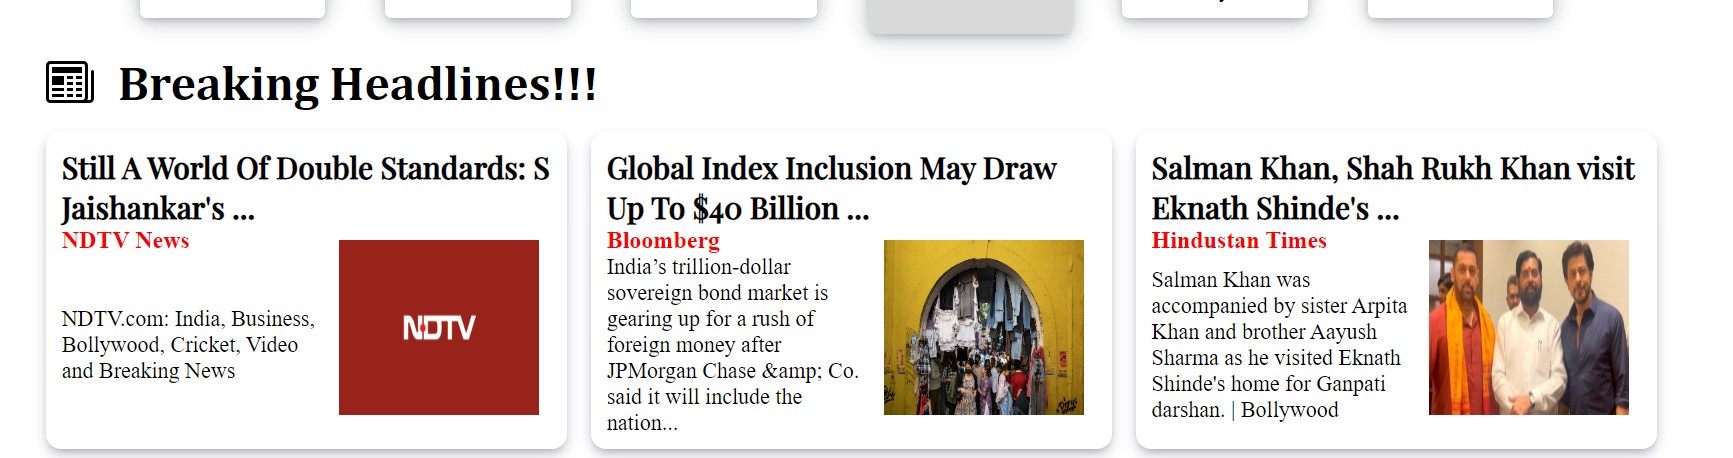 Breaking Headlines!!!
Still A World Of Double Standards: S
Jaishankar's ...
NDTV News
NDTV.com: India, Business,
Bollywood, Cricket, Video
and Breaking News
NDTV
Global Index Inclusion May Draw
Up To $40 Billion ...
Bloomberg
India’s trillion-dollar
sovereign bond market is
gearing up for a rush of
foreign money after
JPMorgan Chase &amp; Co.
said it will include the
nation...
Salman Khan, Shah Rukh Khan visit
Eknath Shinde's ...
Hindustan Times
Salman Khan was
accompanied by sister Arpita
Khan and brother Aayush
Sharma as he visited Eknath
Shinde's home for Ganpati
darshan. | Bollywood